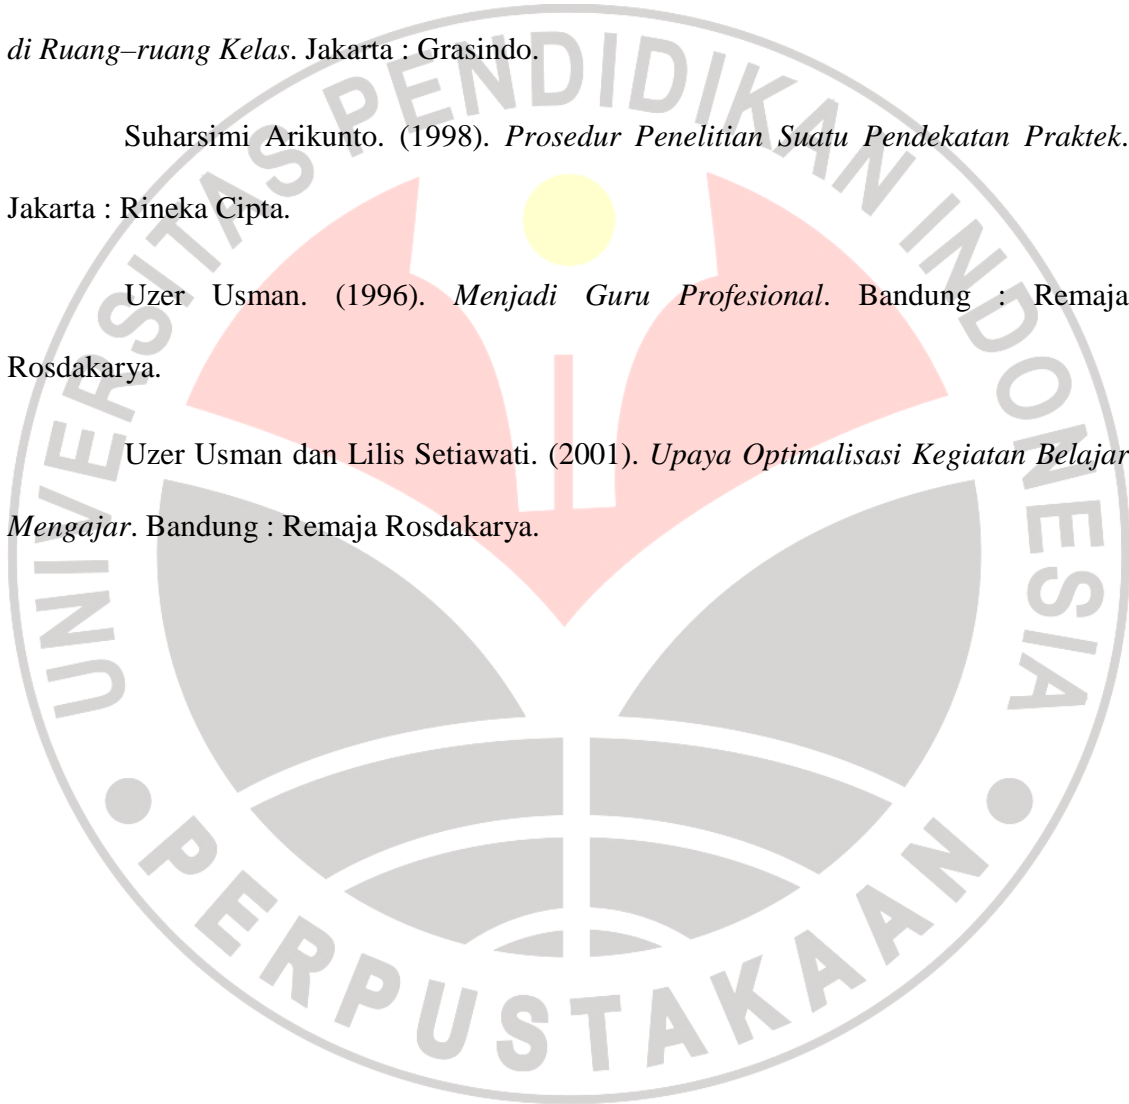 di Ruang–ruang Kelas. Jakarta : Grasindo.
Suharsimi Arikunto. (1998). Prosedur Penelitian Suatu Pendekatan Praktek.
Jakarta : Rineka Cipta.
Uzer Usman. (1996). Menjadi Guru Profesional. Bandung : Remaja
Rosdakarya.
Uzer Usman dan Lilis Setiawati. (2001). Upaya Optimalisasi Kegiatan Belajar
Mengajar. Bandung : Remaja Rosdakarya.
UNIVERSITAS PENDIDIKAN INDONESIA
PERPUSTAKAAN